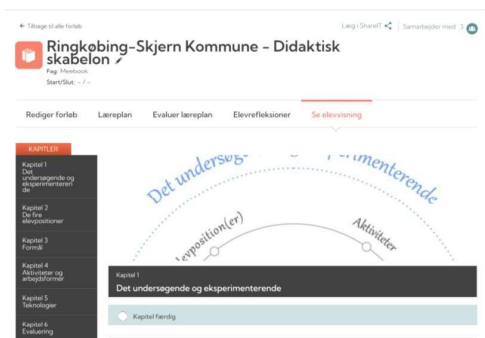 ← Tilbage til alle forløb
Læg i ShareIT
Samarbejder med 3
Ringkøbing-Skjern Kommune - Didaktisk
skabelon
Fag: Meebook
Start/Slut: - / -
Rediger forløb
Læreplan
Evaluer læreplan
Elevrefleksioner
Se elevvisning
KAPITLER
Kapitel 1
Det
undersøgende og
eksperimenteren
de
Kapitel 2
De fire
elevpositioner
Kapitel 3
Formål
Kapitel 4
Aktiviteter og
arbejdsformer
Kapitel 5
Teknologier
Kapitel 6
Evaluering
Det
Aktiviteter
Kapitel 1
Det undersøgende og eksperimenterende
Kapitel færdig